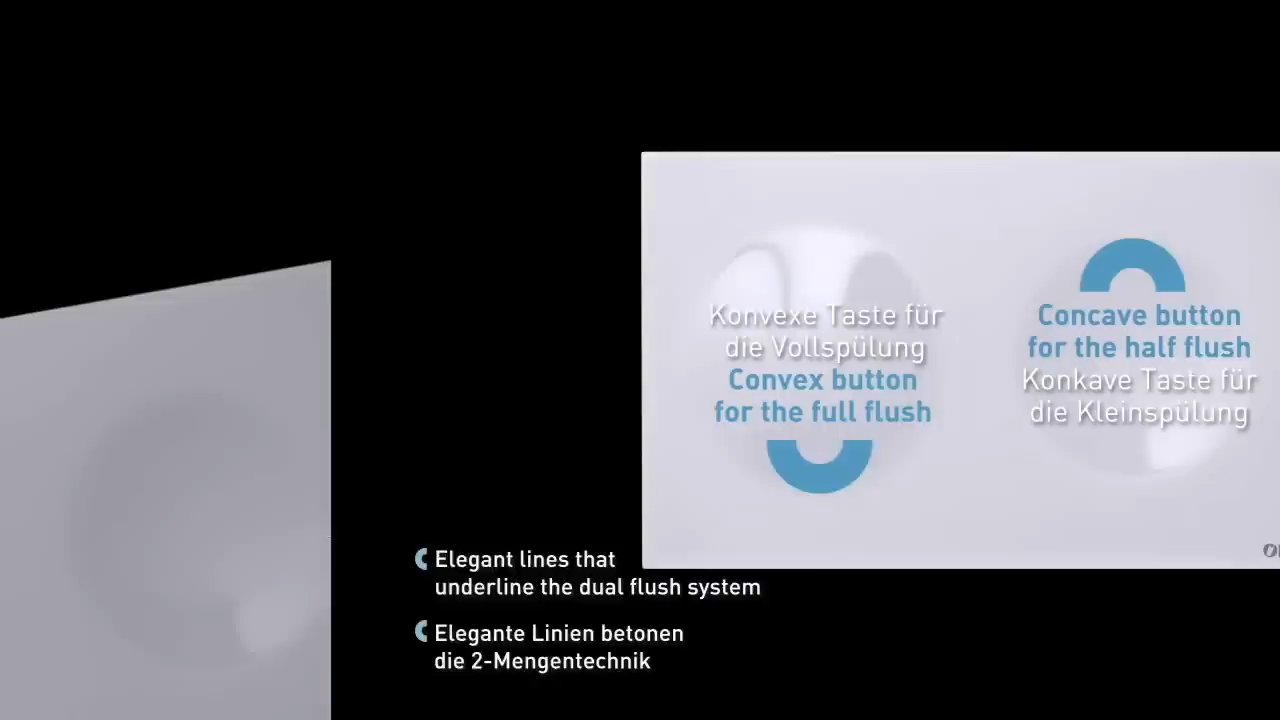 Konvexe Taste für
die Vollspülung
Convex button
for the full flush
Concave button
for the half flush
Konkave Taste für
die Kleinspülung
Elegant lines that
underline the dual flush system
Elegante Linien betonen
die 2-Mengentechnik